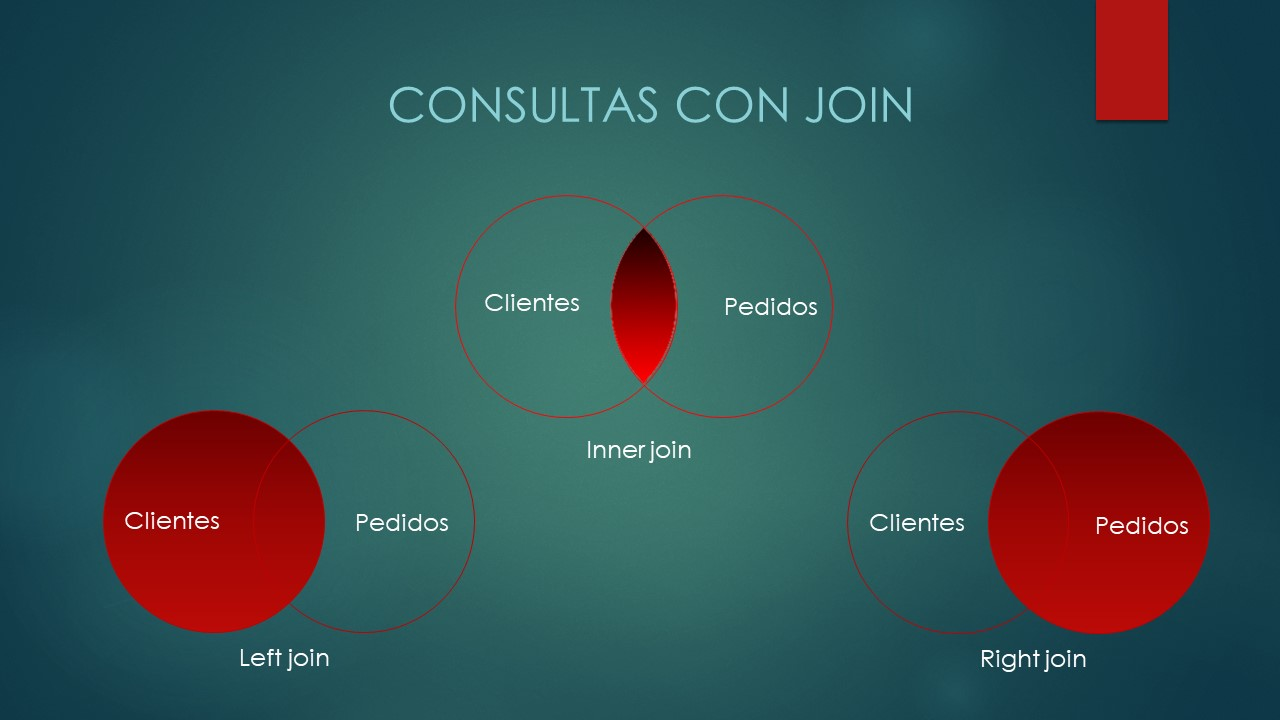 CONSULTAS CON JOIN
Clientes
Pedidos
Inner join
Clientes
Pedidos
Left join
Clientes
Pedidos
Right join